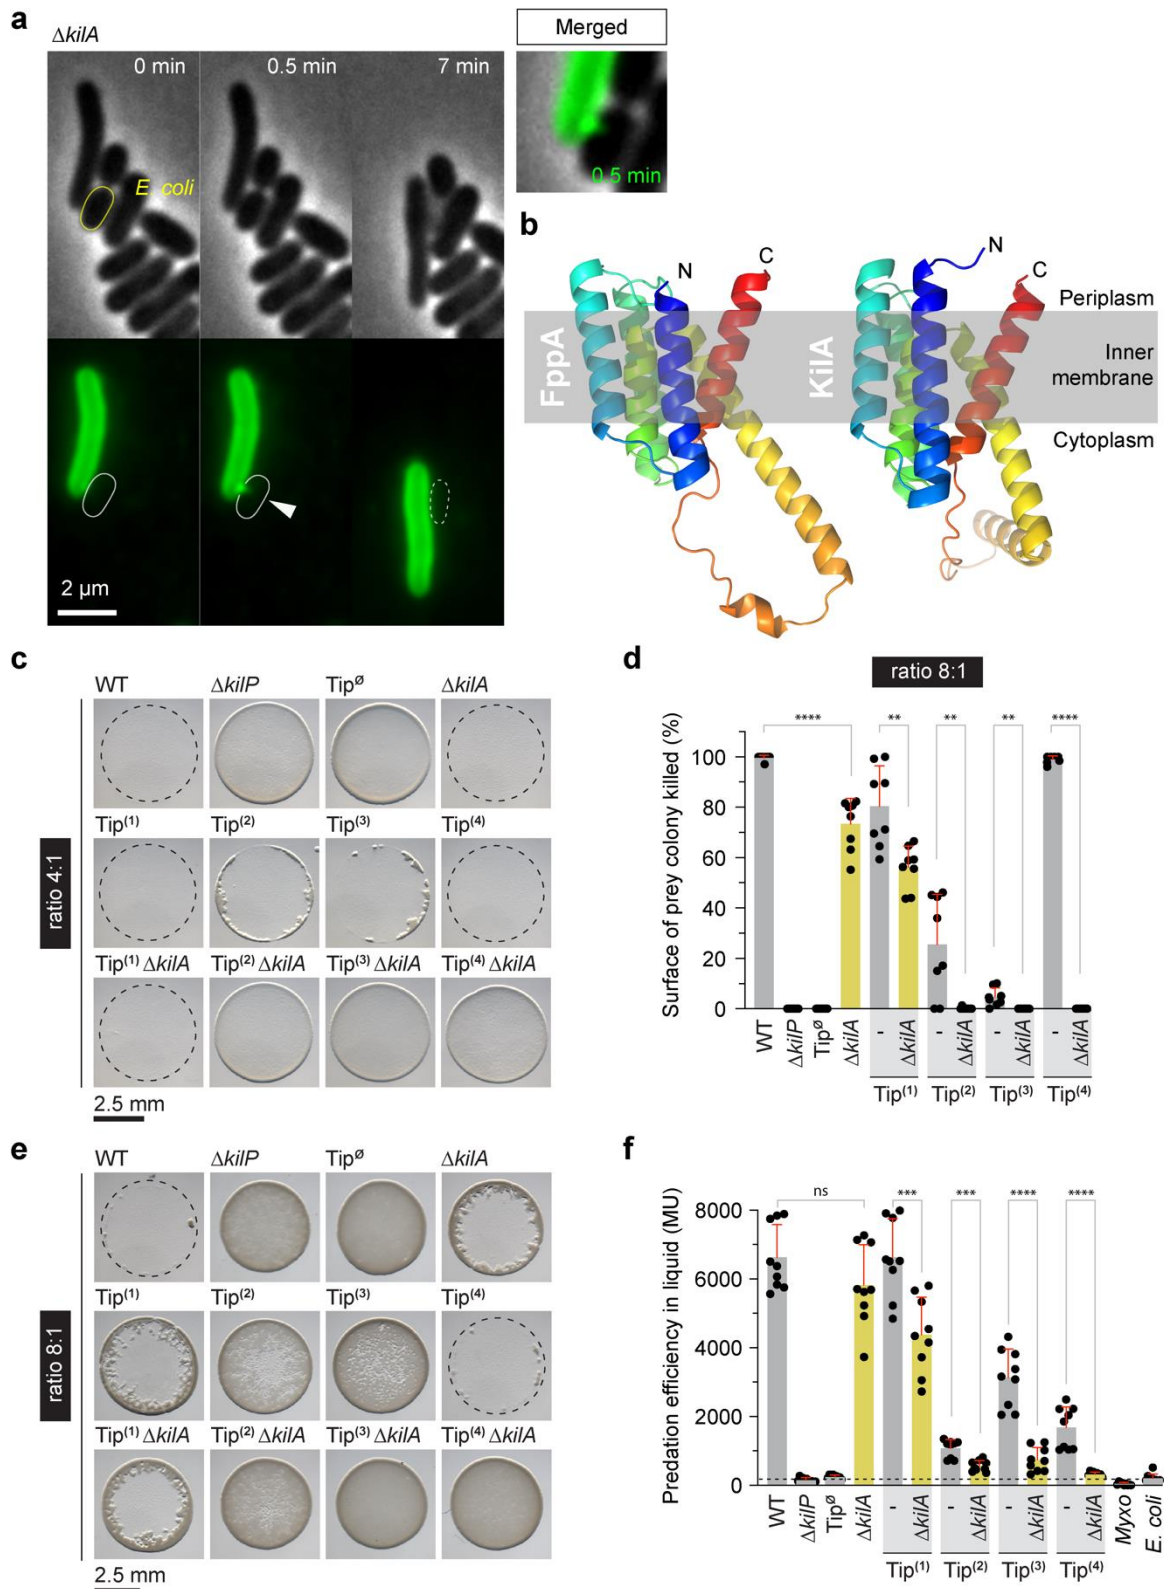 a
ΔkilA
Merged
0 min
0.5 min
7 min
E. coli
0.5 min
2 µm
b
N
C
N
C
Periplasm
Inner
membrane
Cytoplasm
FppA
KilA
c
ratio 4:1
WT
ΔkilP
Tip^ø
ΔkilA
Tip⁽¹⁾
Tip⁽²⁾
Tip⁽³⁾
Tip⁽⁴⁾
Tip⁽¹⁾ ΔkilA
Tip⁽²⁾ ΔkilA
Tip⁽³⁾ ΔkilA
Tip⁽⁴⁾ ΔkilA
2.5 mm
d
ratio 8:1
Surface of prey colony killed (%)
****
**
**
**
****
100
80
60
40
20
0
WT
ΔkilP
Tip^ø
ΔkilA
-
ΔkilA
-
ΔkilA
-
ΔkilA
-
ΔkilA
Tip⁽¹⁾
Tip⁽²⁾
Tip⁽³⁾
Tip⁽⁴⁾
e
ratio 8:1
WT
ΔkilP
Tip^ø
ΔkilA
Tip⁽¹⁾
Tip⁽²⁾
Tip⁽³⁾
Tip⁽⁴⁾
Tip⁽¹⁾ ΔkilA
Tip⁽²⁾ ΔkilA
Tip⁽³⁾ ΔkilA
Tip⁽⁴⁾ ΔkilA
2.5 mm
f
Predation efficiency in liquid (MU)
ns
***
***
****
****
8000
6000
4000
2000
0
WT
ΔkilP
Tip^ø
ΔkilA
-
ΔkilA
-
ΔkilA
-
ΔkilA
-
ΔkilA
Myxo
E. coli
Tip⁽¹⁾
Tip⁽²⁾
Tip⁽³⁾
Tip⁽⁴⁾